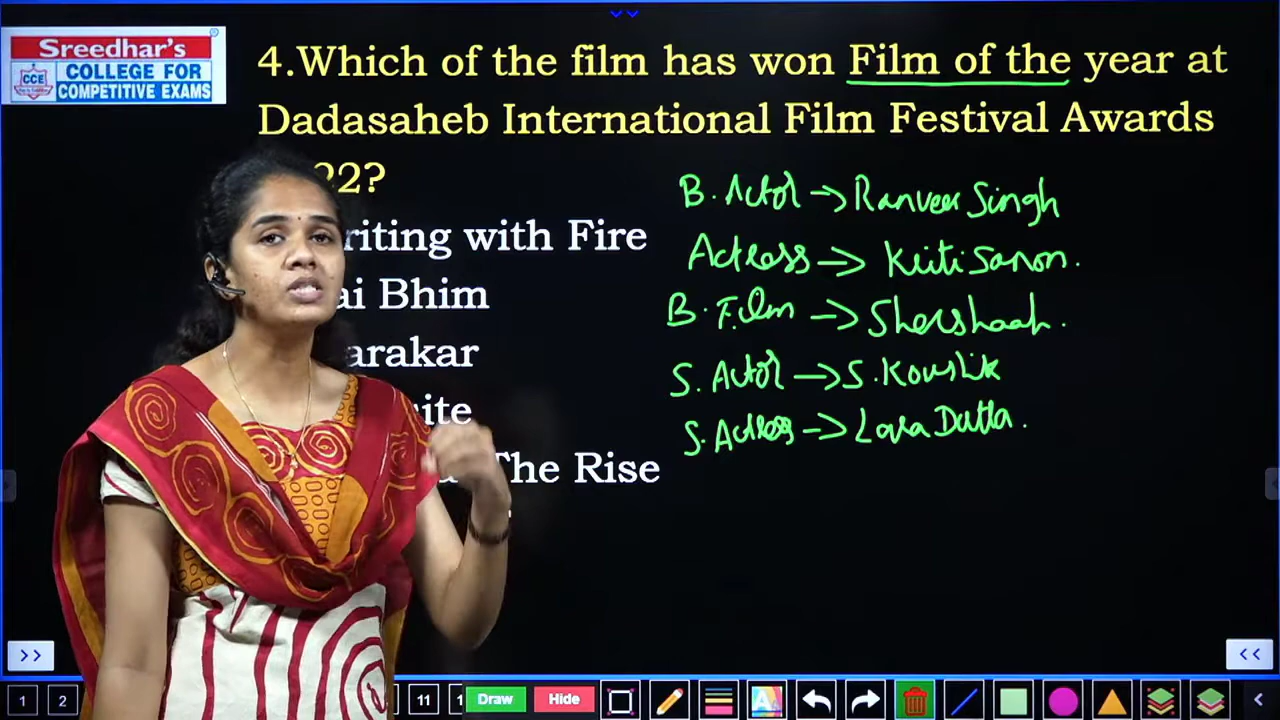 Sreedhar's
CCE
COLLEGE FOR
COMPETITIVE EXAMS
4.Which of the film has won Film of the year at
Dadasaheb International Film Festival Awards
22?
riting with Fire
ai Bhim
arakar
ite
The Rise
B. Actor → Ranveer Singh
Actress → Kriti Sanon.
B. Film → Shershaah.
S. Actor → S. Koushik
S. Actress → Lara Dutta.
>>
<<
1
2
11
1
Draw
Hide
A
<